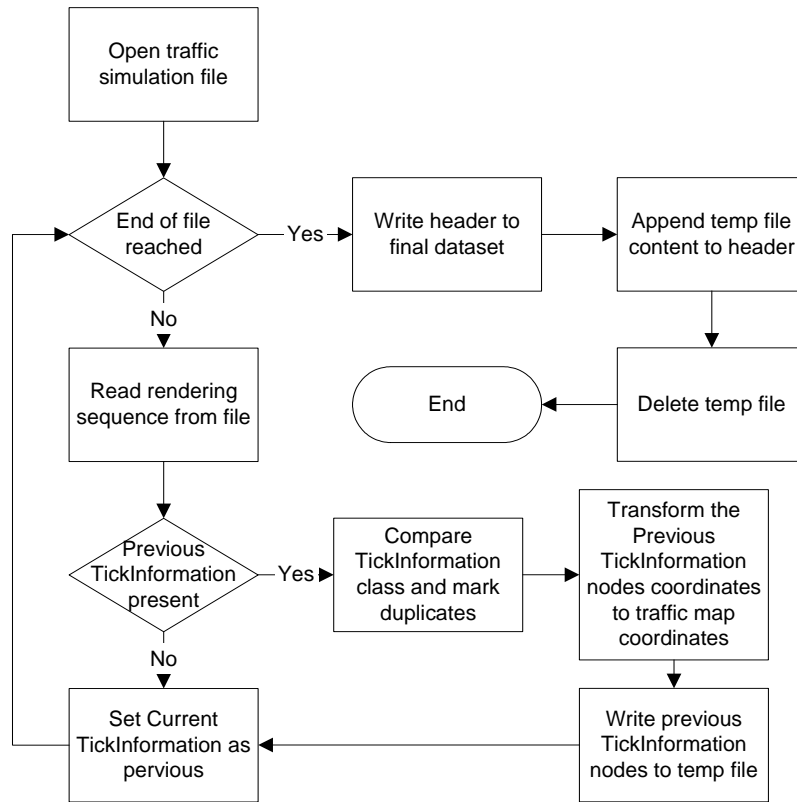 Open traffic
simulation file
End of file
reached
Yes
Write header to
final dataset
Append temp file
content to header
No
Read rendering
sequence from file
End
Delete temp file
Previous
TickInformation
present
Yes
Compare
TickInformation
class and mark
duplicates
Transform the
Previous
TickInformation
nodes coordinates
to traffic map
coordinates
No
Set Current
TickInformation as
pervious
Write previous
TickInformation
nodes to temp file